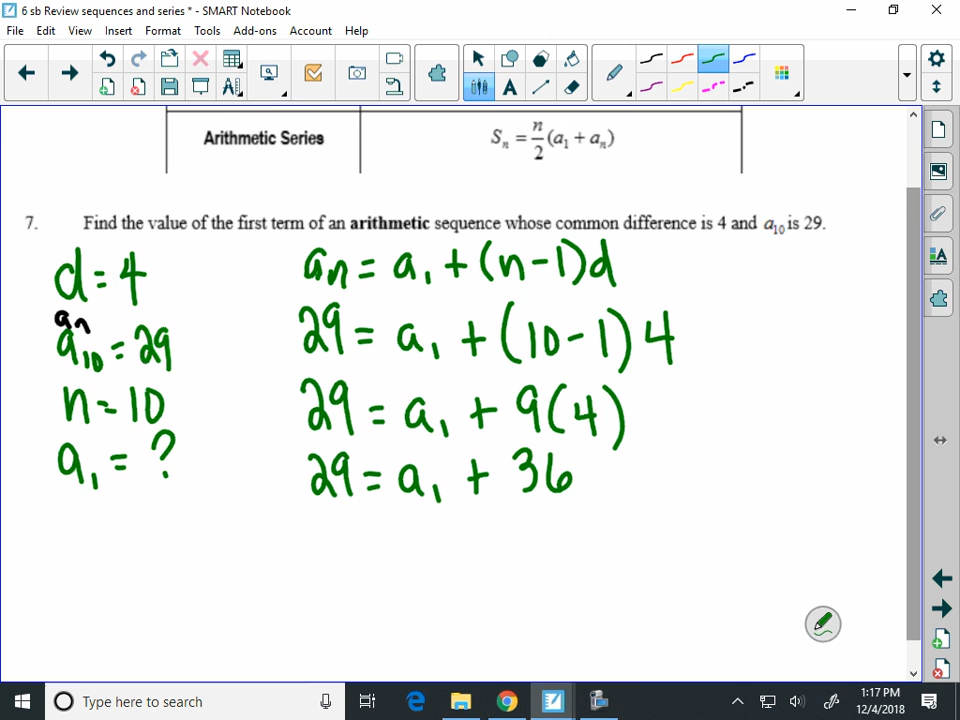 6 sb Review sequences and series * - SMART Notebook
File Edit View Insert Format Tools Add-ons Account Help
Arithmetic Series
Sₙ = n/2 (a₁ + aₙ)
7. Find the value of the first term of an arithmetic sequence whose common difference is 4 and a₁₀ is 29.
d = 4
aₙ
a₁₀ = 29
n = 10
a₁ = ?
aₙ = a₁ + (n - 1)d
29 = a₁ + (10 - 1) 4
29 = a₁ + 9(4)
29 = a₁ + 36
Type here to search
1:17 PM
12/4/2018